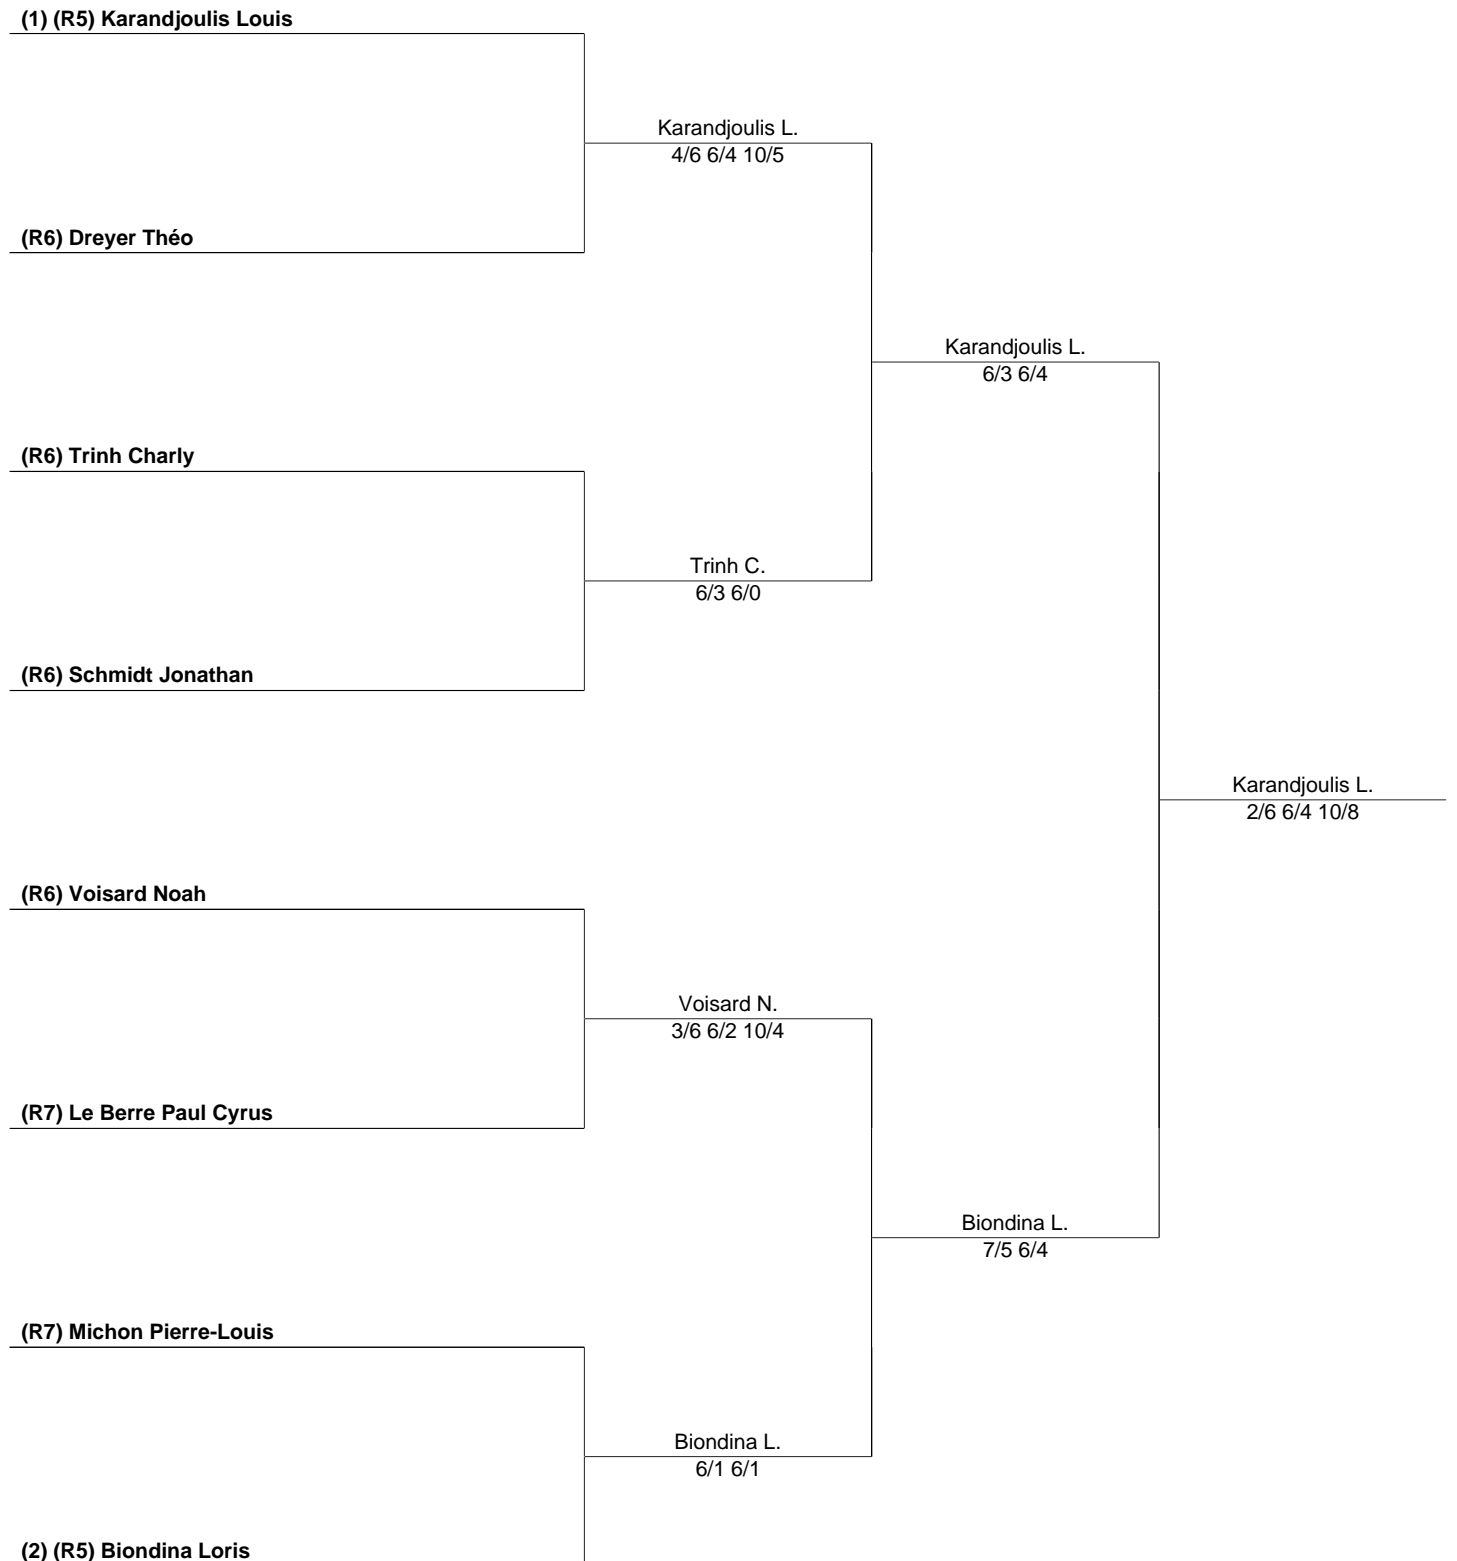 (1) (R5) Karandjoulis Louis
Karandjoulis L.
4/6 6/4 10/5
(R6) Dreyer Théo
Karandjoulis L.
6/3 6/4
(R6) Trinh Charly
Trinh C.
6/3 6/0
(R6) Schmidt Jonathan
Karandjoulis L.
2/6 6/4 10/8
(R6) Voisard Noah
Voisard N.
3/6 6/2 10/4
(R7) Le Berre Paul Cyrus
Biondina L.
7/5 6/4
(R7) Michon Pierre-Louis
Biondina L.
6/1 6/1
(2) (R5) Biondina Loris